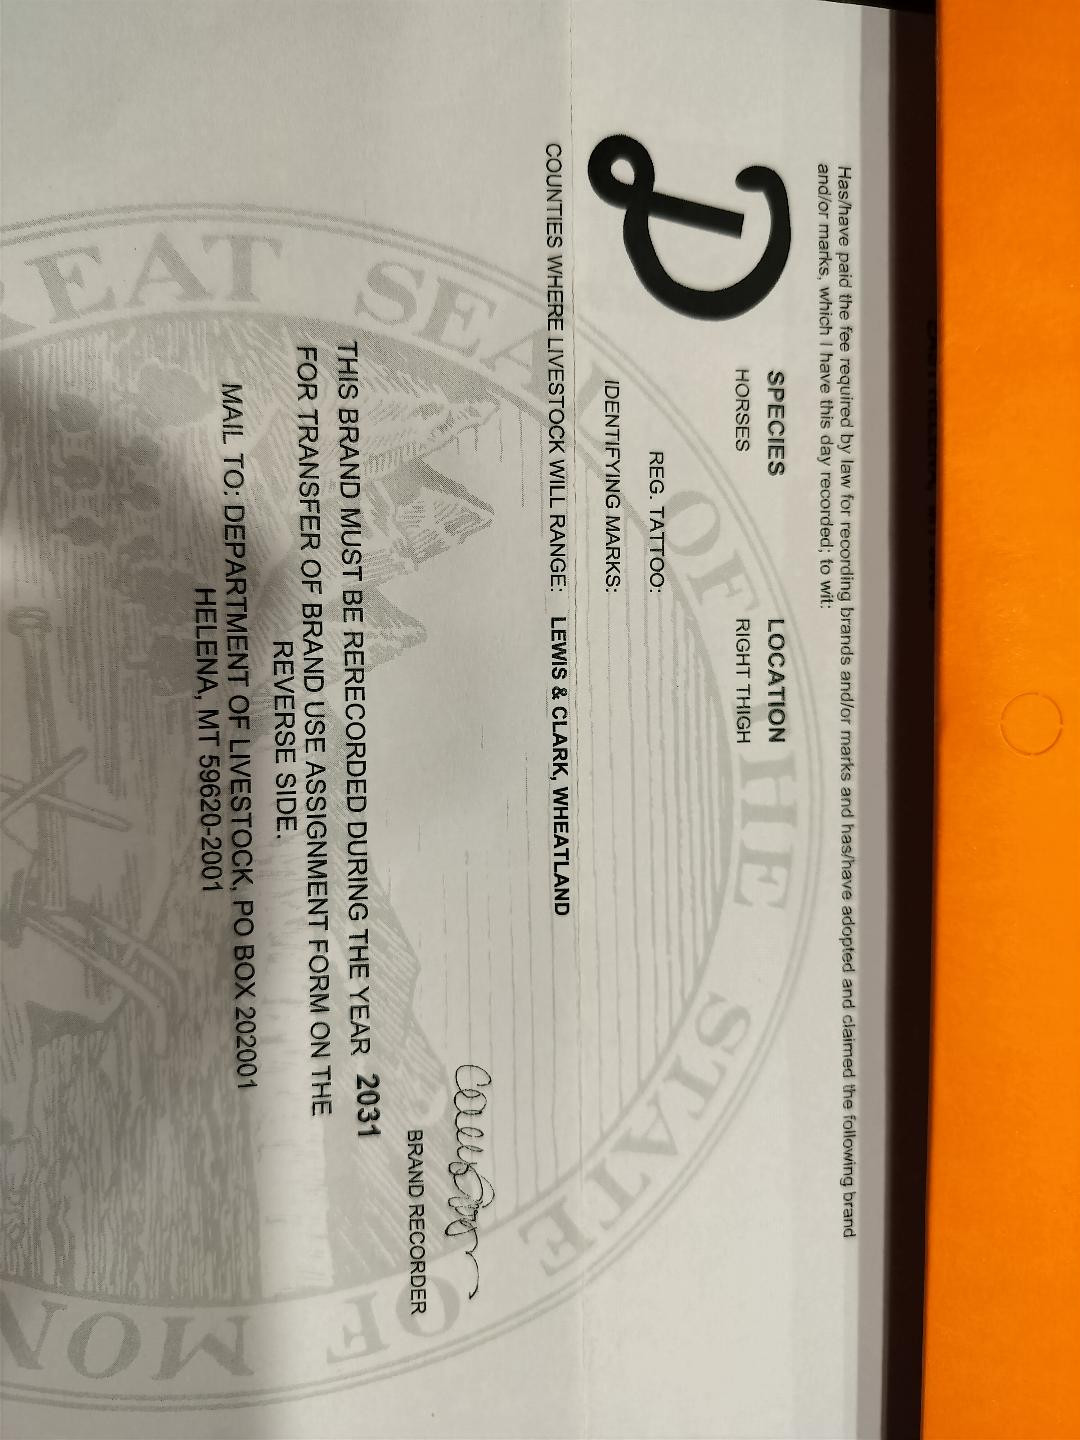 Has/have paid the fee required by law for recording brands and/or marks and has/have adopted and claimed the following brand
and/or marks, which I have this day recorded; to wit:
SPECIES LOCATION
HORSES RIGHT THIGH
REG. TATTOO:
IDENTIFYING MARKS:
COUNTIES WHERE LIVESTOCK WILL RANGE: LEWIS & CLARK, WHEATLAND
BRAND RECORDER
THIS BRAND MUST BE RERECORDED DURING THE YEAR 2031
FOR TRANSFER OF BRAND USE ASSIGNMENT FORM ON THE
REVERSE SIDE.
MAIL TO: DEPARTMENT OF LIVESTOCK, PO BOX 202001
HELENA, MT 59620-2001
SEAL OF THE STATE OF